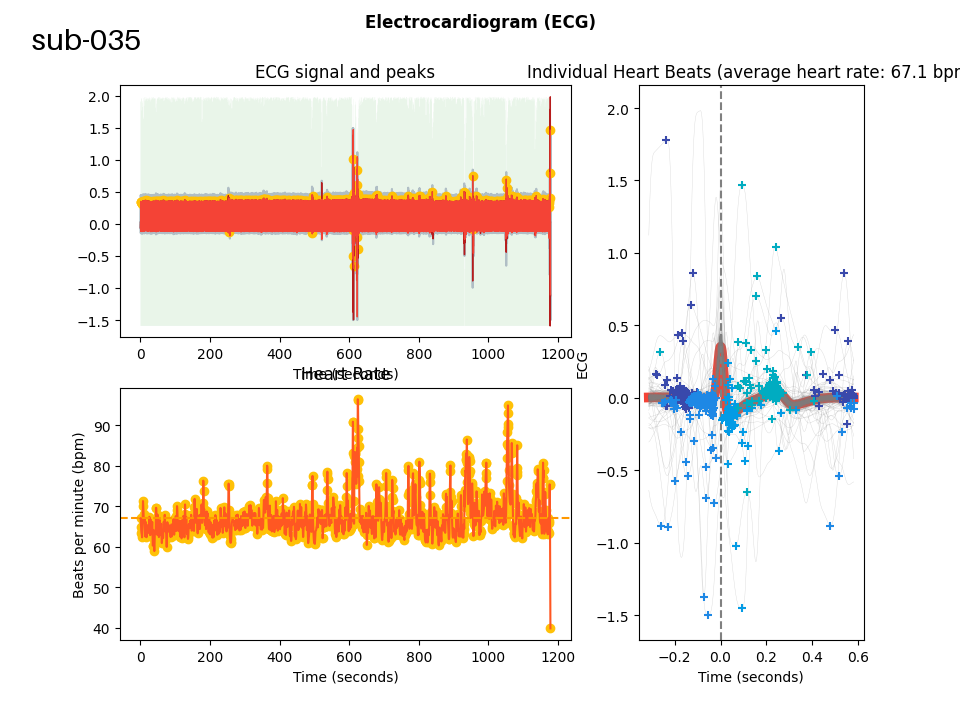 Electrocardiogram (ECG)
sub-035
ECG signal and peaks
2.0
1.5
1.0
0.5
0.0
−0.5
−1.0
−1.5
0 200 400 600 800 1000 1200
Time (seconds)
Heart Rate
Beats per minute (bpm)
90
80
70
60
50
40
0 200 400 600 800 1000 1200
Time (seconds)
Individual Heart Beats (average heart rate: 67.1 bpm
ECG
2.0
1.5
1.0
0.5
0.0
−0.5
−1.0
−1.5
−0.2 0.0 0.2 0.4 0.6
Time (seconds)